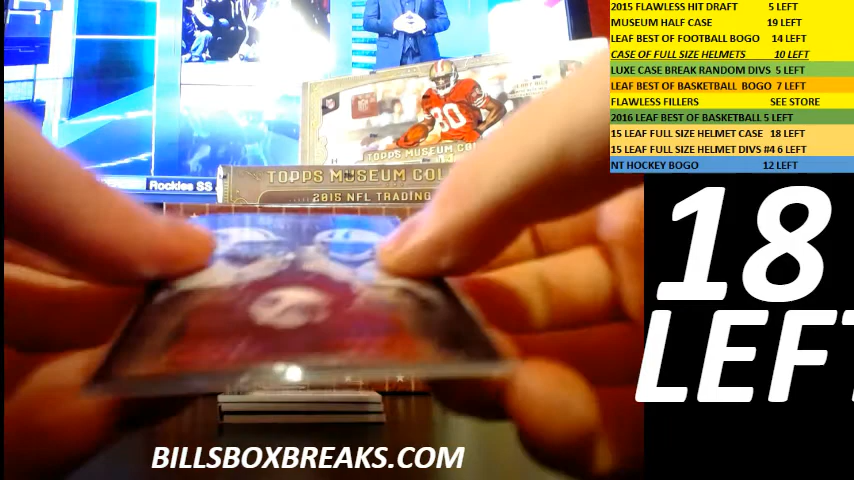 2015 FLAWLESS HIT DRAFT 5 LEFT
MUSEUM HALF CASE 19 LEFT
LEAF BEST OF FOOTBALL BOGO 14 LEFT
CASE OF FULL SIZE HELMETS 10 LEFT
LUXE CASE BREAK RANDOM DIVS 5 LEFT
LEAF BEST OF BASKETBALL BOGO 7 LEFT
FLAWLESS FILLERS SEE STORE
2016 LEAF BEST OF BASKETBALL 5 LEFT
15 LEAF FULL SIZE HELMET CASE 18 LEFT
15 LEAF FULL SIZE HELMET DIVS #4 6 LEFT
NT HOCKEY BOGO 12 LEFT
18
LEFT
80
TOPPS MUSEUM COL
Rockies SS
TOPPS MUSEUM COL
2015 NFL TRADING
BILLSBOXBREAKS.COM